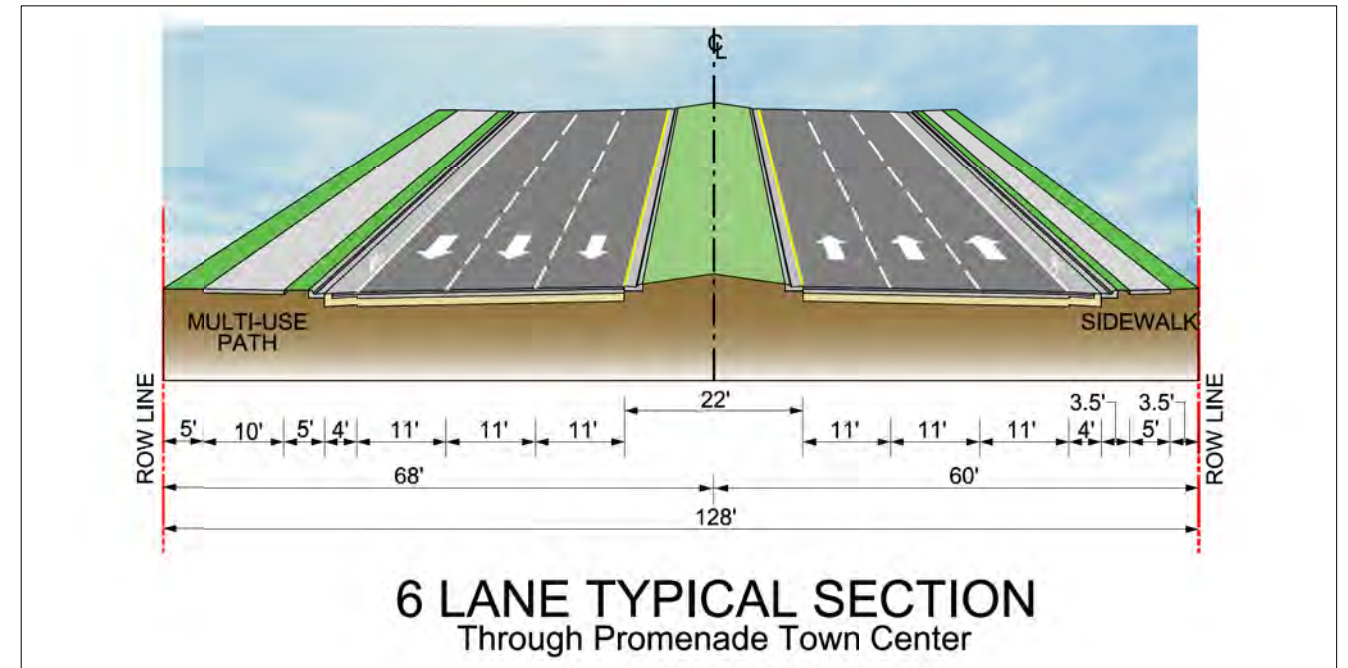 ℄
MULTI-USE
PATH
SIDEWALK
ROW LINE
ROW LINE
22'
3.5'
3.5'
5'
10'
5'
4'
11'
11'
11'
11'
11'
11'
4'
5'
68'
60'
128'
6 LANE TYPICAL SECTION
Through Promenade Town Center